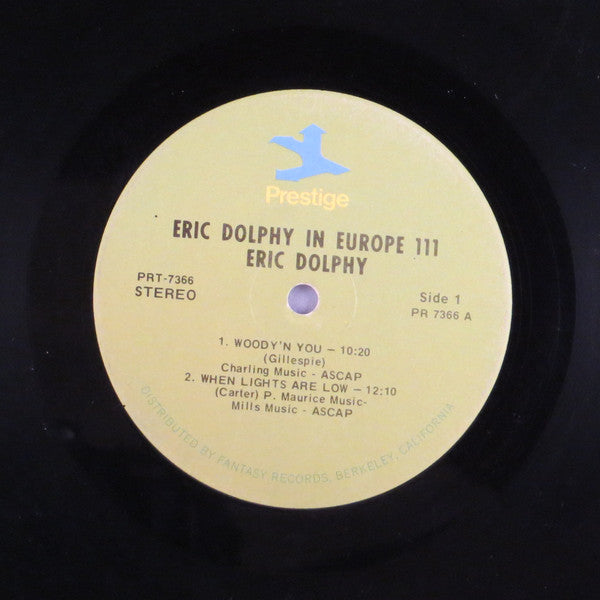 Prestige
ERIC DOLPHY IN EUROPE 111
ERIC DOLPHY
PRT-7366
STEREO
Side 1
PR 7366 A
1. WOODY'N YOU – 10:20
(Gillespie)
Charling Music - ASCAP
2. WHEN LIGHTS ARE LOW – 12:10
(Carter) P. Maurice Music-
Mills Music - ASCAP
DISTRIBUTED BY FANTASY RECORDS, BERKELEY, CALIFORNIA